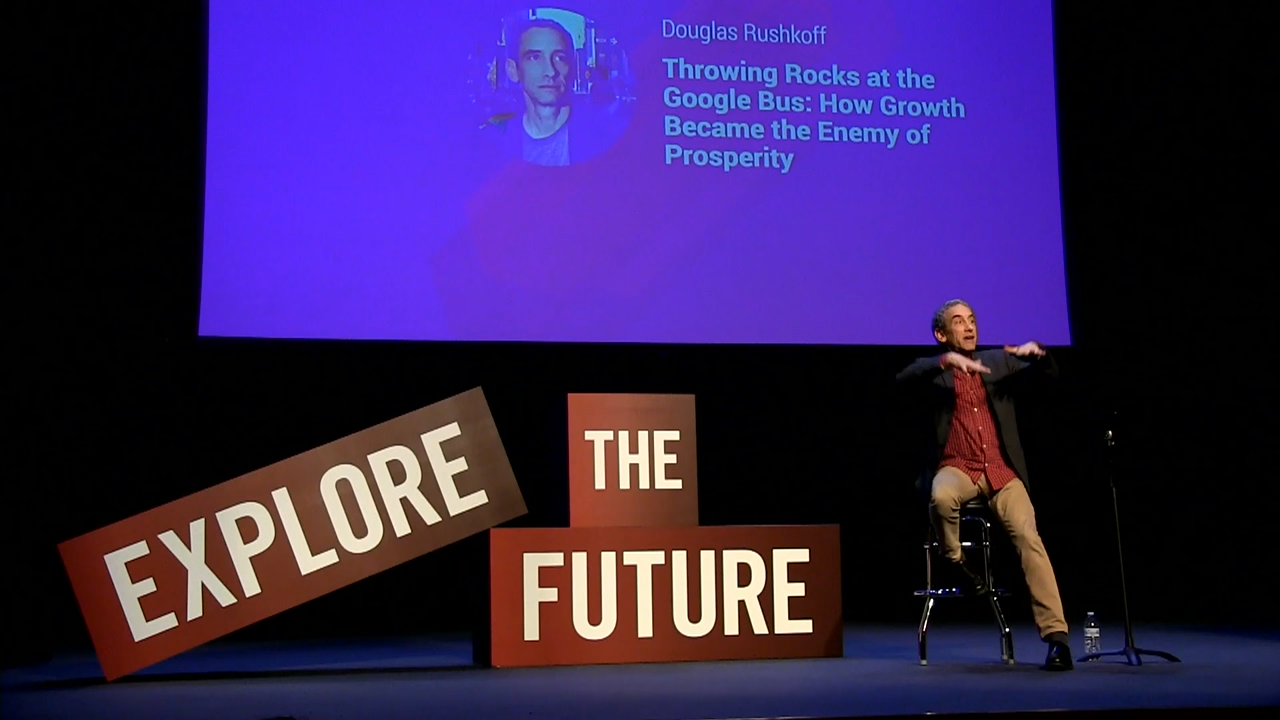 Douglas Rushkoff
Throwing Rocks at the
Google Bus: How Growth
Became the Enemy of
Prosperity
EXPLORE
THE
FUTURE